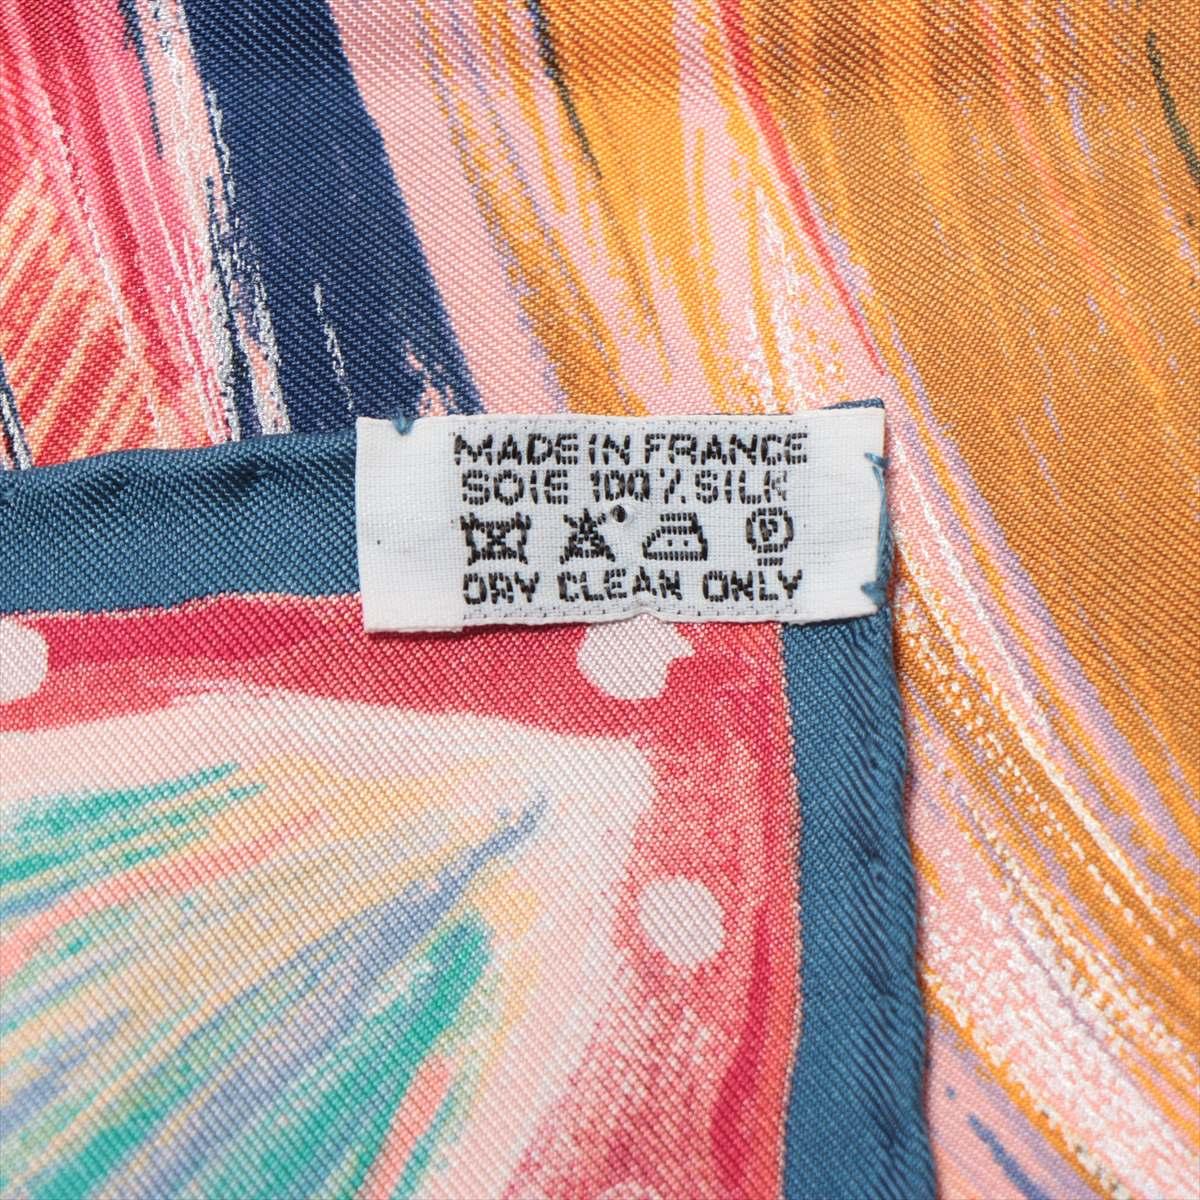 MADE IN FRANCE
SOIE 100% SILK
P
DRY CLEAN ONLY